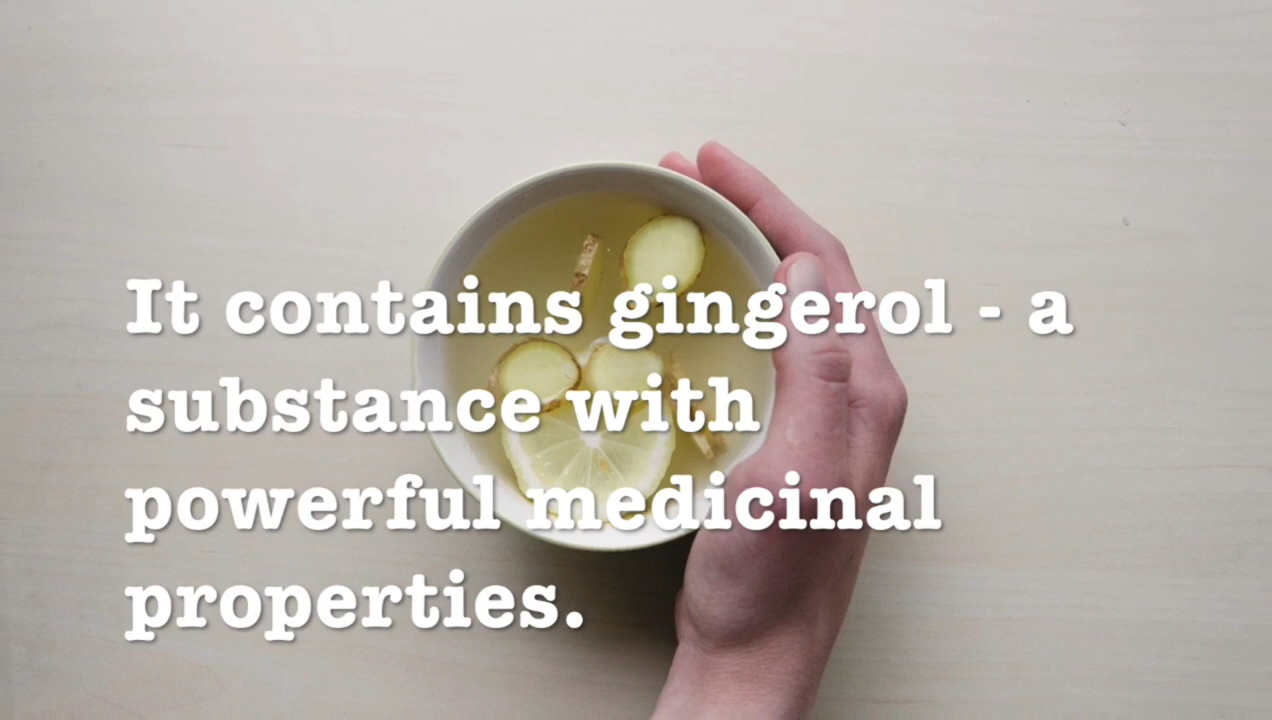 It contains gingerol - a
substance with
powerful medicinal
properties.